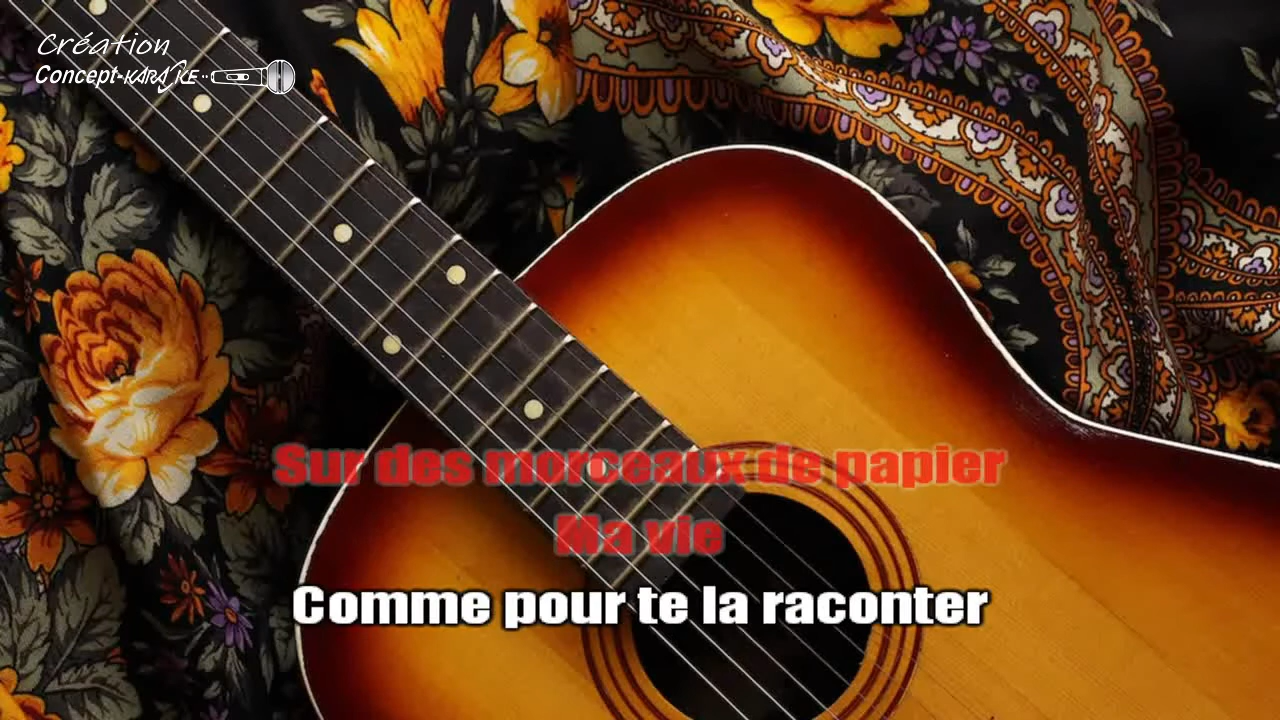 Création
Concept-KARAOKE
Sur des morceaux de papier
Ma vie
Comme pour te la raconter